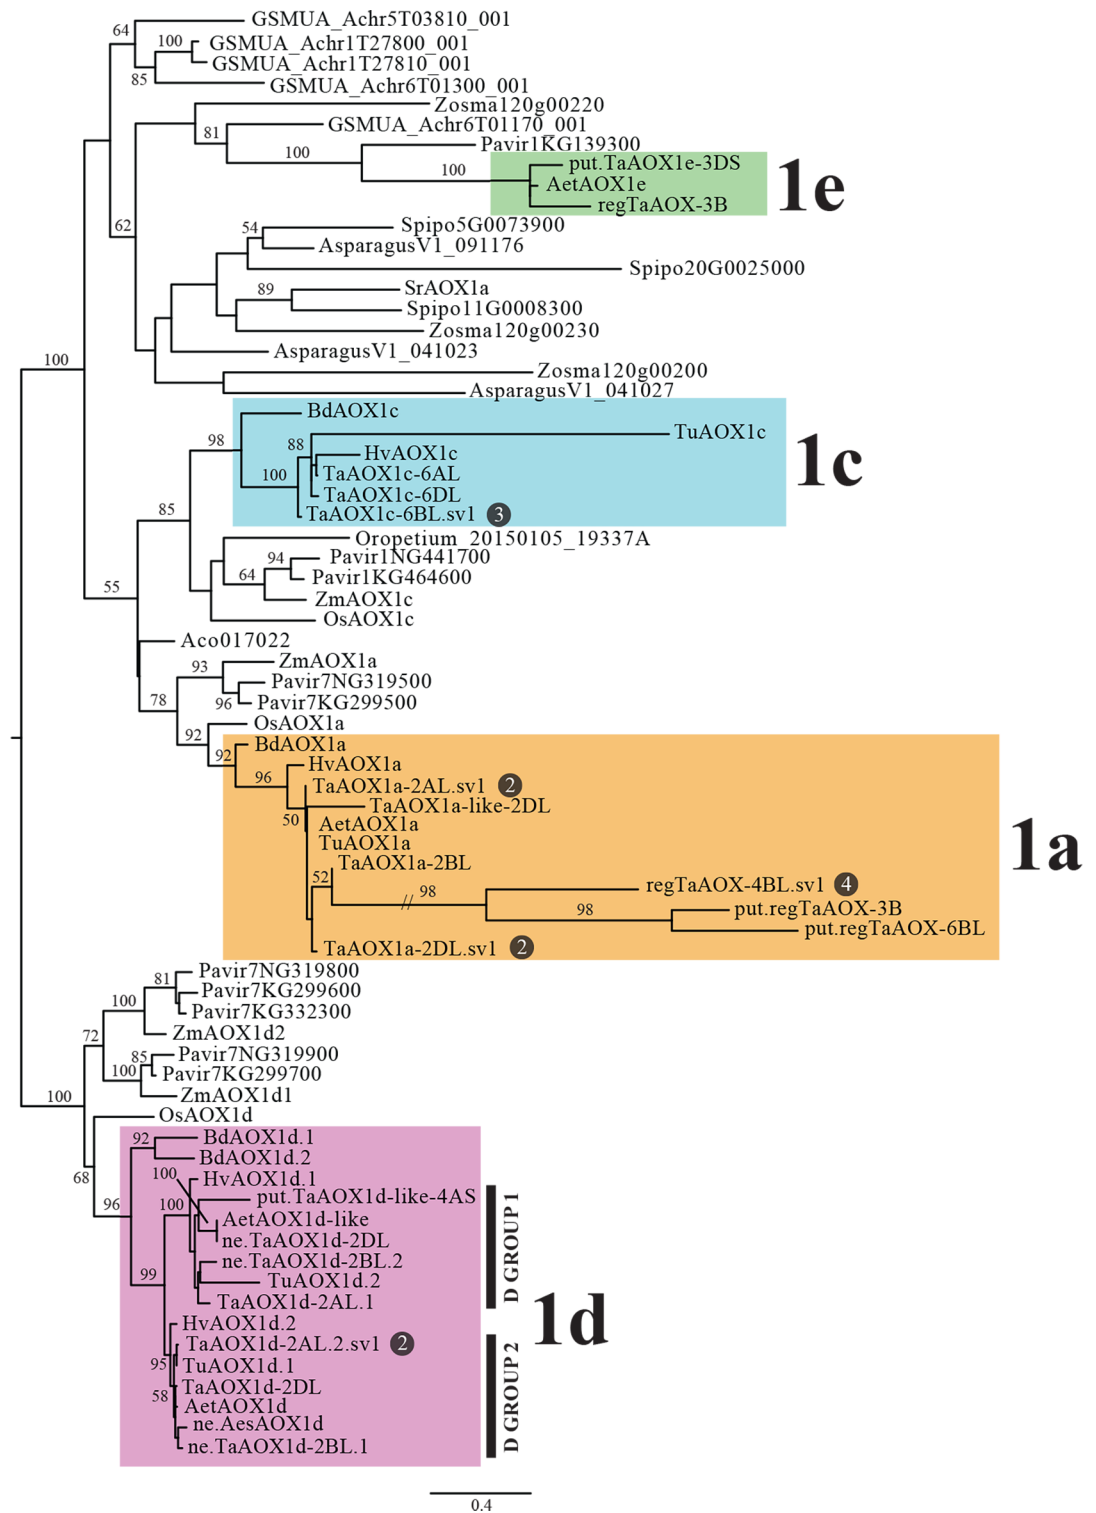 64
GSMUA_Achr5T03810_001
100
GSMUA_Achr1T27800_001
GSMUA_Achr1T27810_001
85
GSMUA_Achr6T01300_001
Zosma120g00220
81
GSMUA_Achr6T01170_001
Pavir1KG139300
100
100
put.TaAOX1e-3DS
AetAOX1e
regTaAOX-3B
1e
62
54
Spipo5G0073900
AsparagusV1_091176
Spipo20G0025000
89
SrAOX1a
Spipo11G0008300
Zosma120g00230
AsparagusV1_041023
100
Zosma120g00200
AsparagusV1_041027
BdAOX1c
98
88
TuAOX1c
HvAOX1c
1c
100
TaAOX1c-6AL
TaAOX1c-6DL
TaAOX1c-6BL.sv1 3
85
Oropetium_20150105_19337A
94
Pavir1NG441700
64
Pavir1KG464600
55
ZmAOX1c
OsAOX1c
Aco017022
93
ZmAOX1a
Pavir7NG319500
78
96
Pavir7KG299500
92
OsAOX1a
92
BdAOX1a
HvAOX1a
96
TaAOX1a-2AL.sv1 2
TaAOX1a-like-2DL
50
AetAOX1a
TuAOX1a
1a
TaAOX1a-2BL
52
98
//
regTaAOX-4BL.sv1 4
98
put.regTaAOX-3B
put.regTaAOX-6BL
TaAOX1a-2DL.sv1 2
81
Pavir7NG319800
Pavir7KG299600
100
Pavir7KG332300
72
ZmAOX1d2
85
Pavir7NG319900
100
Pavir7KG299700
100
ZmAOX1d1
OsAOX1d
92
BdAOX1d.1
BdAOX1d.2
68
100
HvAOX1d.1
96
100
put.TaAOX1d-like-4AS
AetAOX1d-like
ne.TaAOX1d-2DL
ne.TaAOX1d-2BL.2
99
TuAOX1d.2
TaAOX1d-2AL.1
D GROUP 1
1d
HvAOX1d.2
TaAOX1d-2AL.2.sv1 2
95
TuAOX1d.1
TaAOX1d-2DL
58
AetAOX1d
ne.AesAOX1d
ne.TaAOX1d-2BL.1
D GROUP 2
0.4